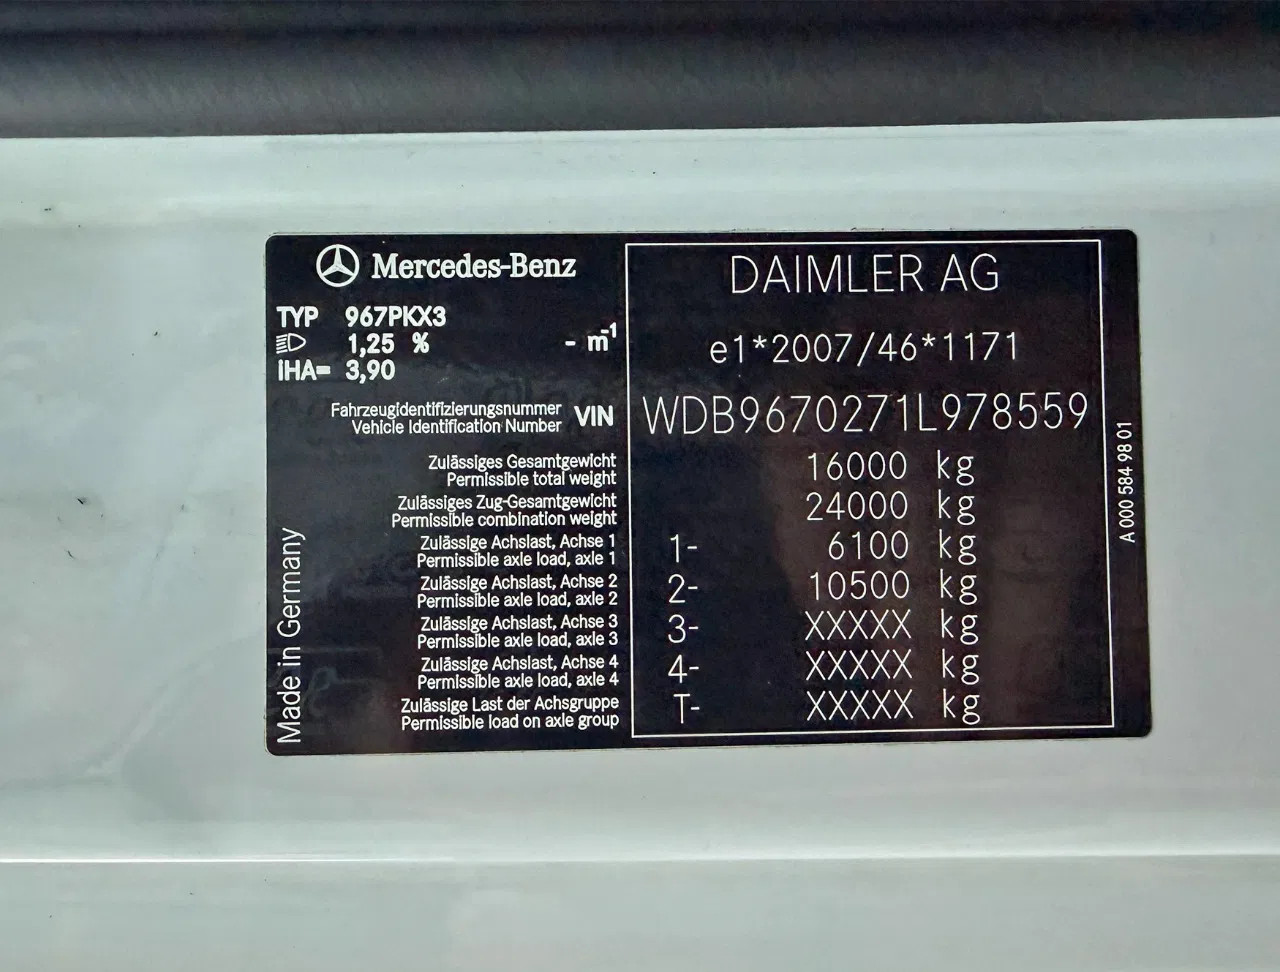 Mercedes-Benz
TYP 967PKX3
1,25 % - m-1
IHA= 3,90
Fahrzeugidentifizierungsnummer
Vehicle Identification Number
VIN
Zulässiges Gesamtgewicht
Permissible total weight
Zulässiges Zug-Gesamtgewicht
Permissible combination weight
Zulässige Achslast, Achse 1
Permissible axle load, axle 1
Zulässige Achslast, Achse 2
Permissible axle load, axle 2
Zulässige Achslast, Achse 3
Permissible axle load, axle 3
Zulässige Achslast, Achse 4
Permissible axle load, axle 4
Zulässige Last der Achsgruppe
Permissible load on axle group
Made in Germany
DAIMLER AG
e1*2007/46*1171
WDB9670271L978559
16000 kg
24000 kg
1- 6100 kg
2- 10500 kg
3- XXXXX kg
4- XXXXX kg
T- XXXXX kg
A 000 584 98 01